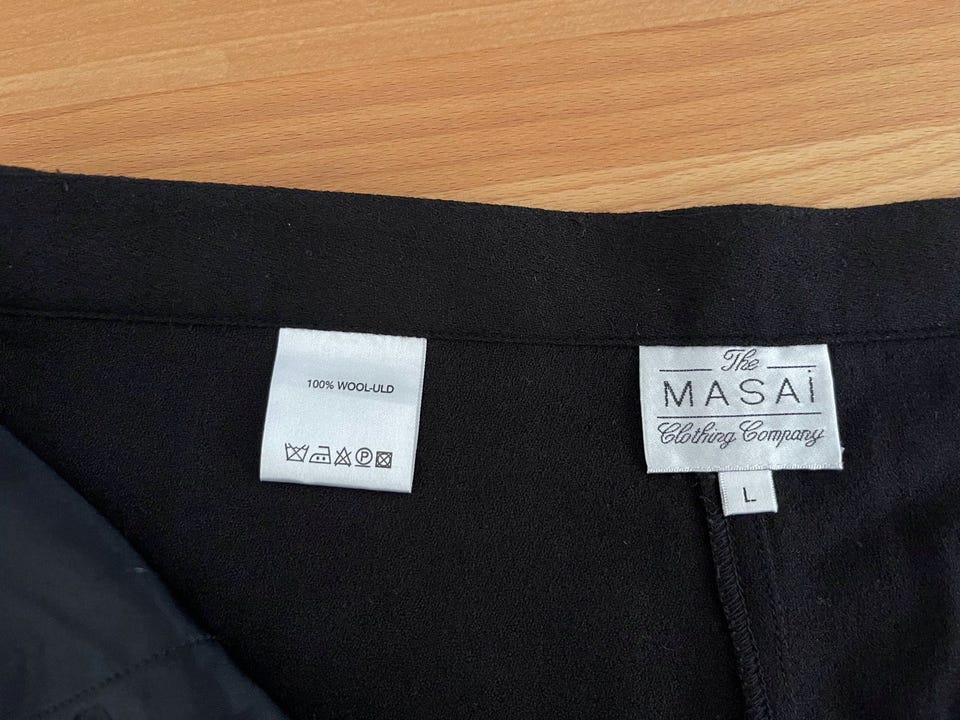 100% WOOL-ULD
P
The
MASAi
Clothing Company
L